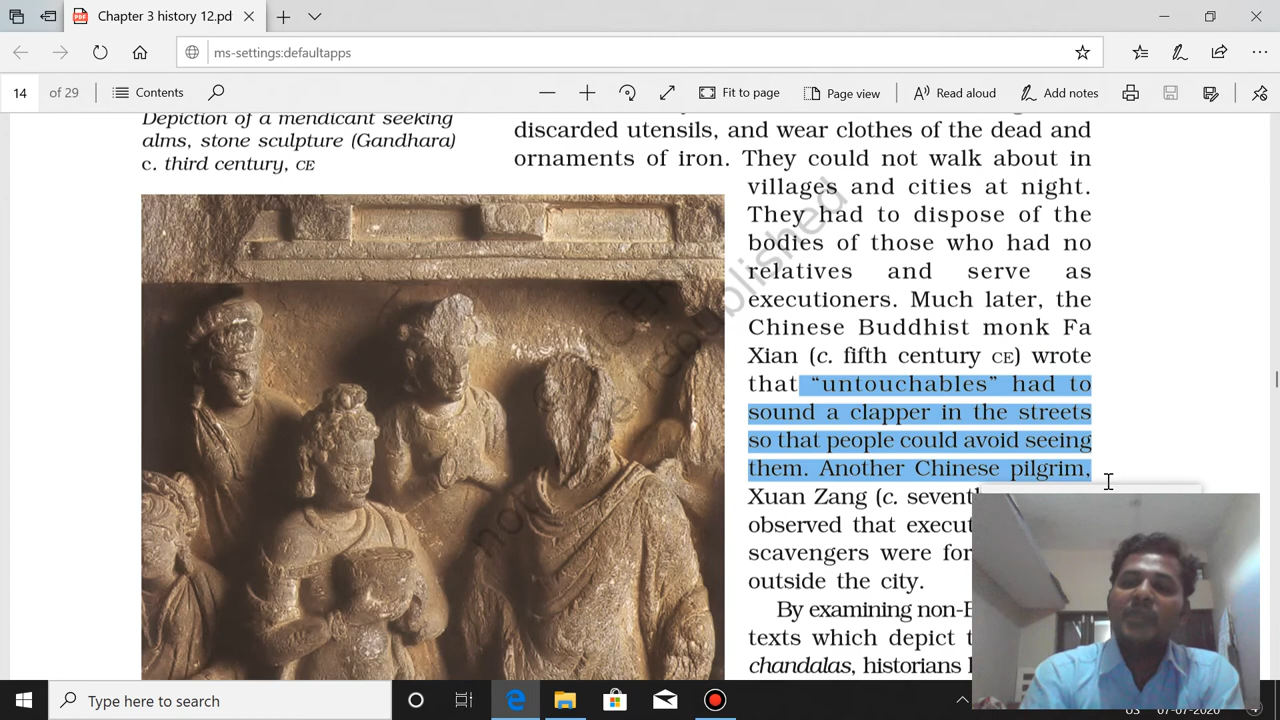 Chapter 3 history 12.pd
ms-settings:defaultapps
14 of 29 Contents Fit to page Page view Read aloud Add notes
Depiction of a mendicant seeking
alms, stone sculpture (Gandhara)
c. third century, CE
discarded utensils, and wear clothes of the dead and
ornaments of iron. They could not walk about in
villages and cities at night.
They had to dispose of the
bodies of those who had no
relatives and serve as
executioners. Much later, the
Chinese Buddhist monk Fa
Xian (c. fifth century CE) wrote
that “untouchables” had to
sound a clapper in the streets
so that people could avoid seeing
them. Another Chinese pilgrim,
Xuan Zang (c. sevent
observed that execut
scavengers were for
outside the city.
By examining non-B
texts which depict t
chandalas, historians
Type here to search
US 07-07-2020